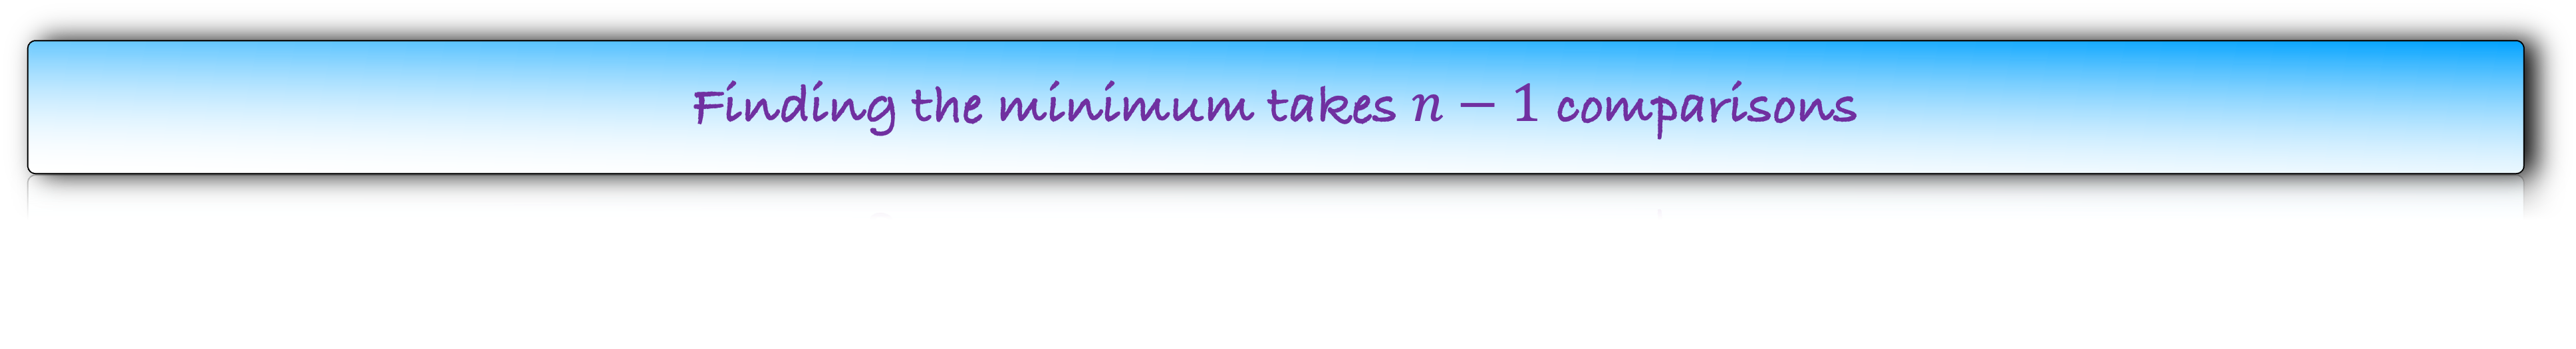 Finding the minimum takes n − 1 comparisons